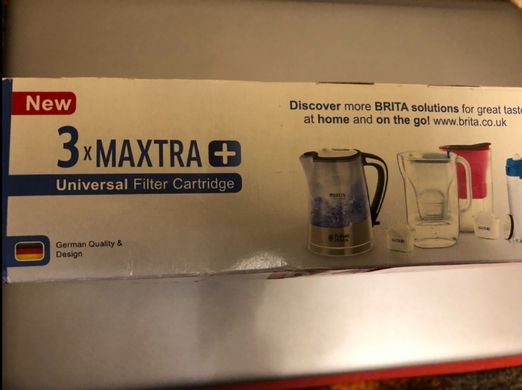 New
3 x MAXTRA +
Universal Filter Cartridge
German Quality &
Design
Discover more BRITA solutions for great taste
at home and on the go! www.brita.co.uk
BRITA